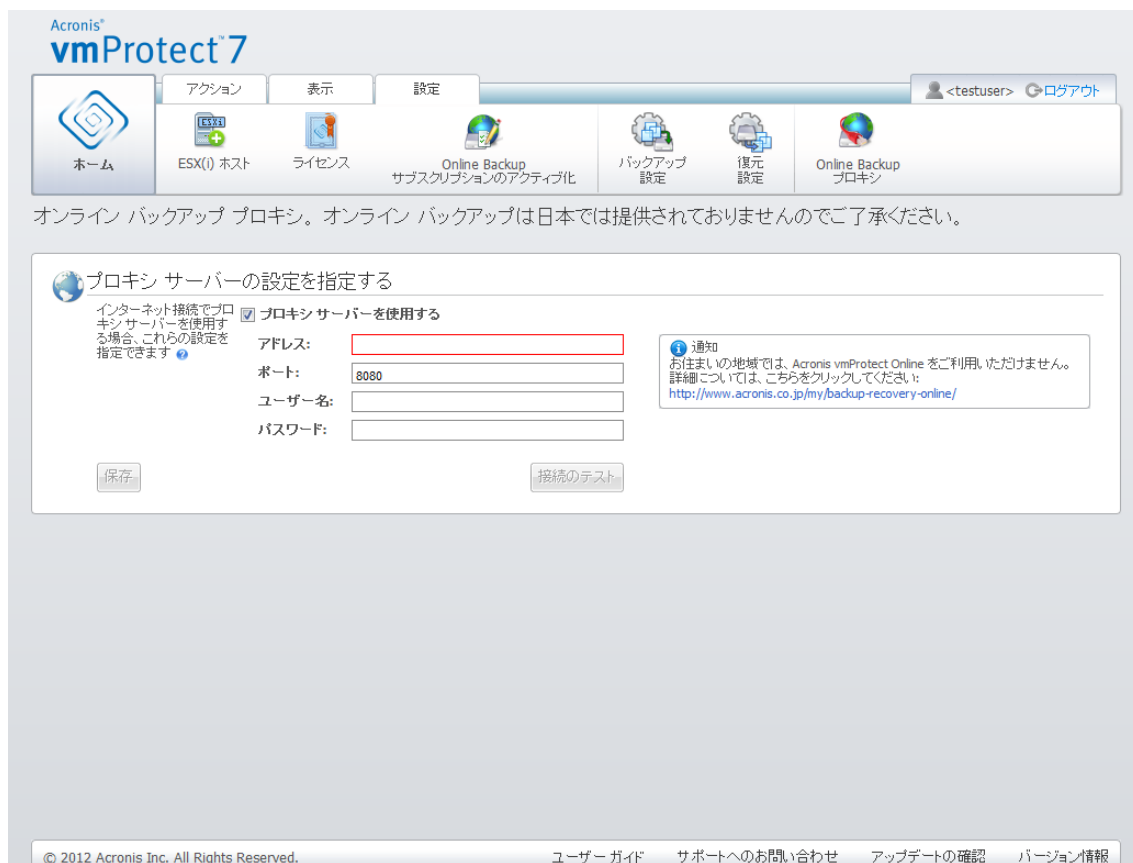 Acronis®
vmProtect™ 7
アクション 表示 設定
<testuser> ログアウト
ホーム
ESX(i) ホスト
ライセンス
Online Backup
サブスクリプションのアクティブ化
バックアップ
設定
復元
設定
Online Backup
プロキシ
オンライン バックアップ プロキシ。オンライン バックアップは日本では提供されておりませんのでご了承ください。
プロキシ サーバーの設定を指定する
インターネット接続でプロ
キシ サーバーを使用す
る場合、これらの設定を
指定できます
プロキシ サーバーを使用する
アドレス:
ポート: 8080
ユーザー名:
パスワード:
通知
お住まいの地域では、Acronis vmProtect Online をご利用いただけません。
詳細については、こちらをクリックしてください:
http://www.acronis.co.jp/my/backup-recovery-online/
保存 接続のテスト
© 2012 Acronis Inc. All Rights Reserved.
ユーザー ガイド サポートへのお問い合わせ アップデートの確認 バージョン情報